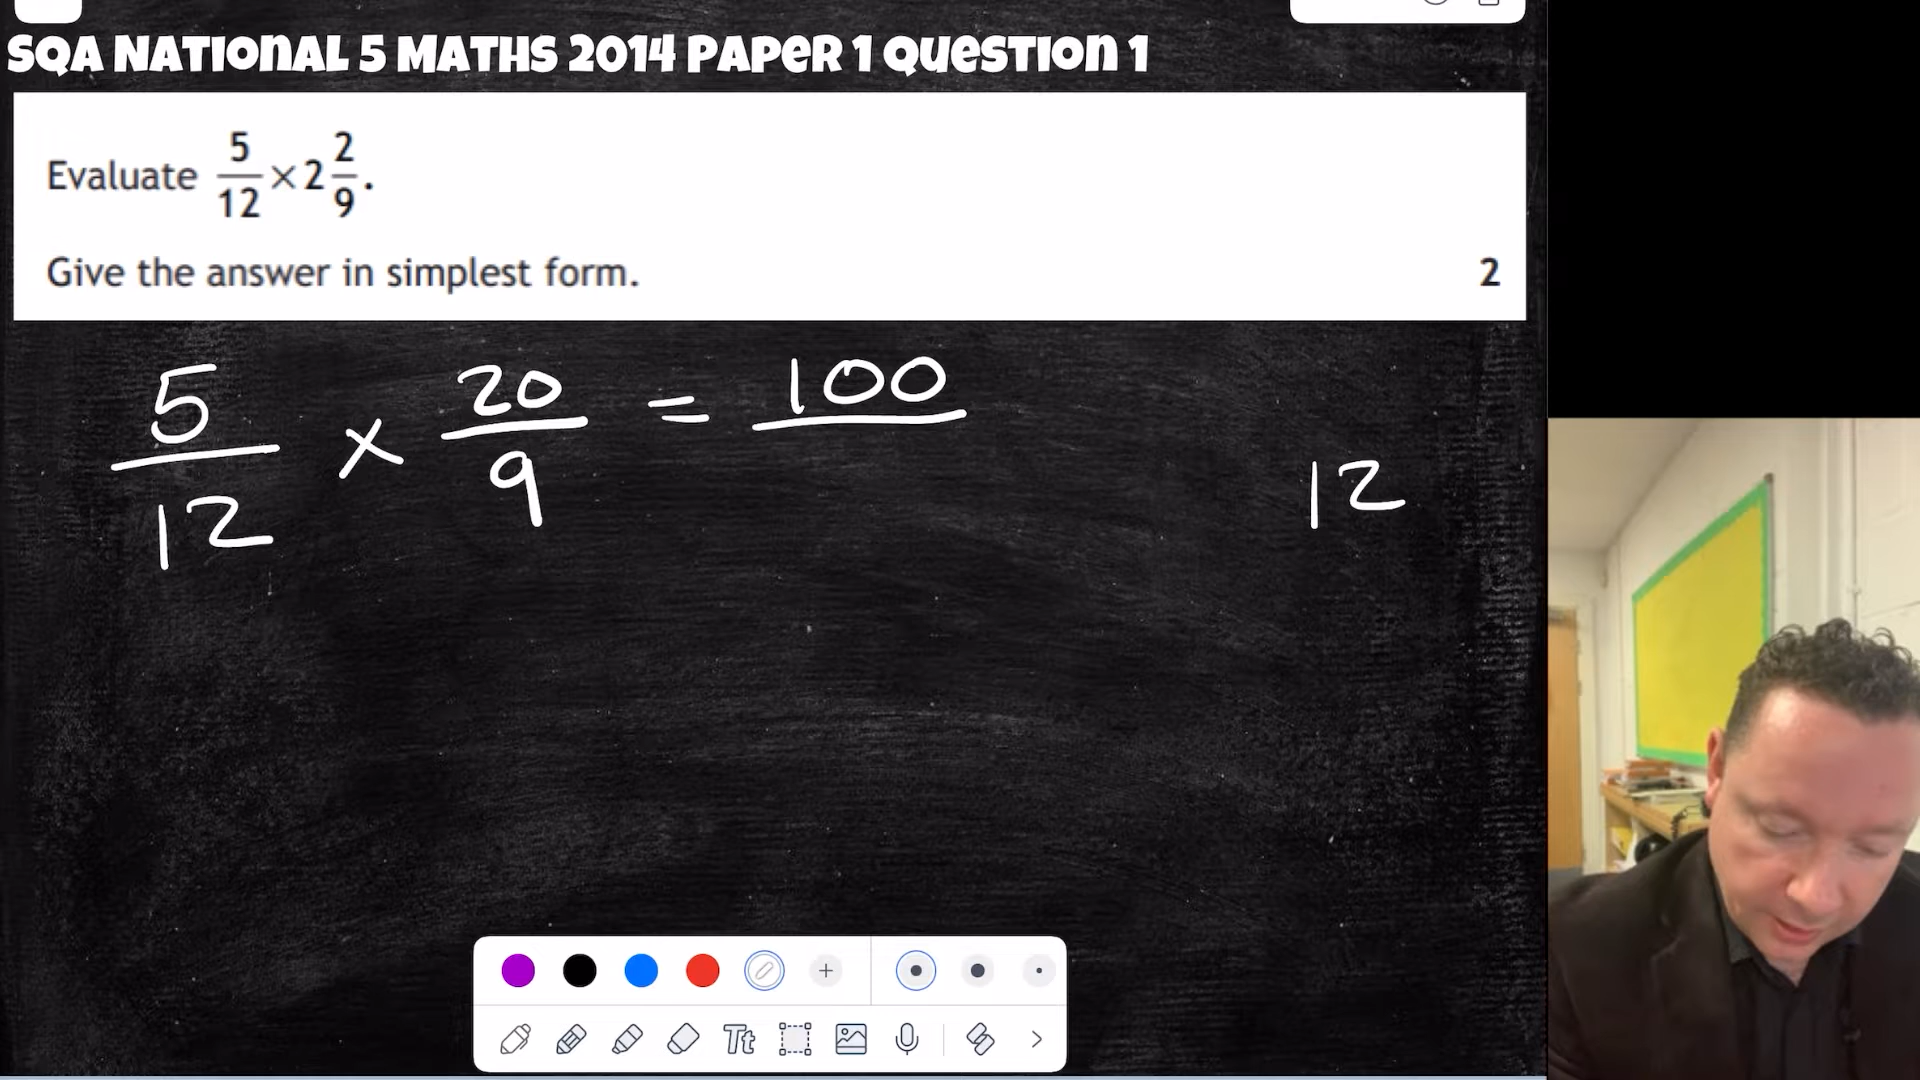 SQA NATIONAL 5 MATHS 2014 PAPER 1 QUESTION 1
Evaluate 5/12 × 2 2/9.
Give the answer in simplest form. 2
5/12 × 20/9 = 100/
12
Tt